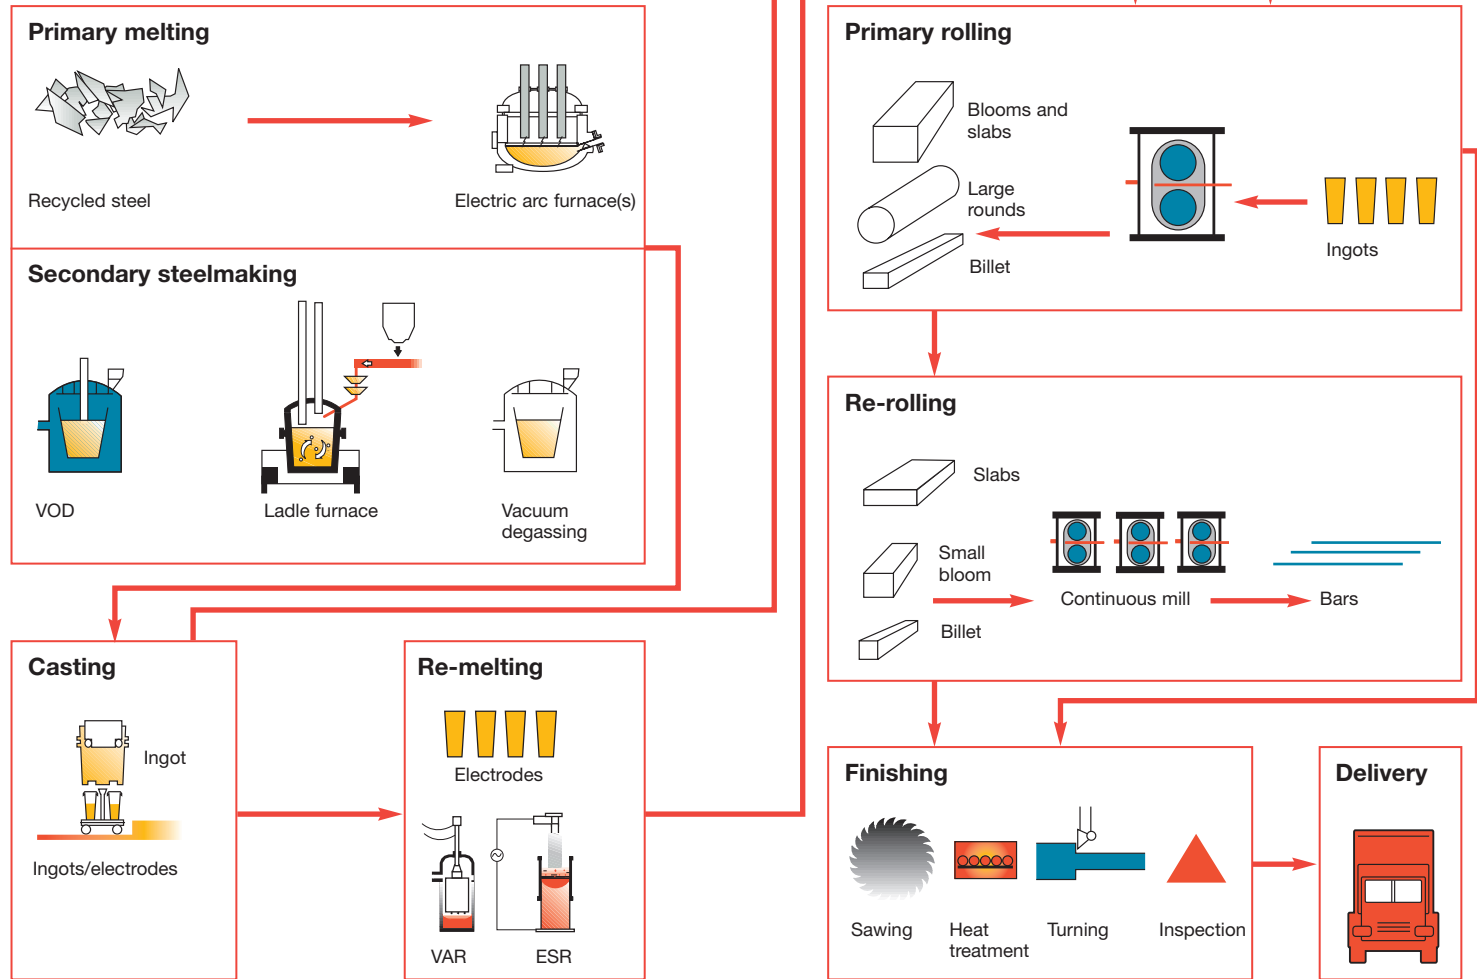 Primary melting
Recycled steel
Electric arc furnace(s)
Secondary steelmaking
VOD
Ladle furnace
Vacuum
degassing
Casting
Ingot
Ingots/electrodes
Re-melting
Electrodes
VAR
ESR
Primary rolling
Blooms and
slabs
Large
rounds
Billet
Ingots
Re-rolling
Slabs
Small
bloom
Billet
Continuous mill
Bars
Finishing
Sawing
Heat
treatment
Turning
Inspection
Delivery